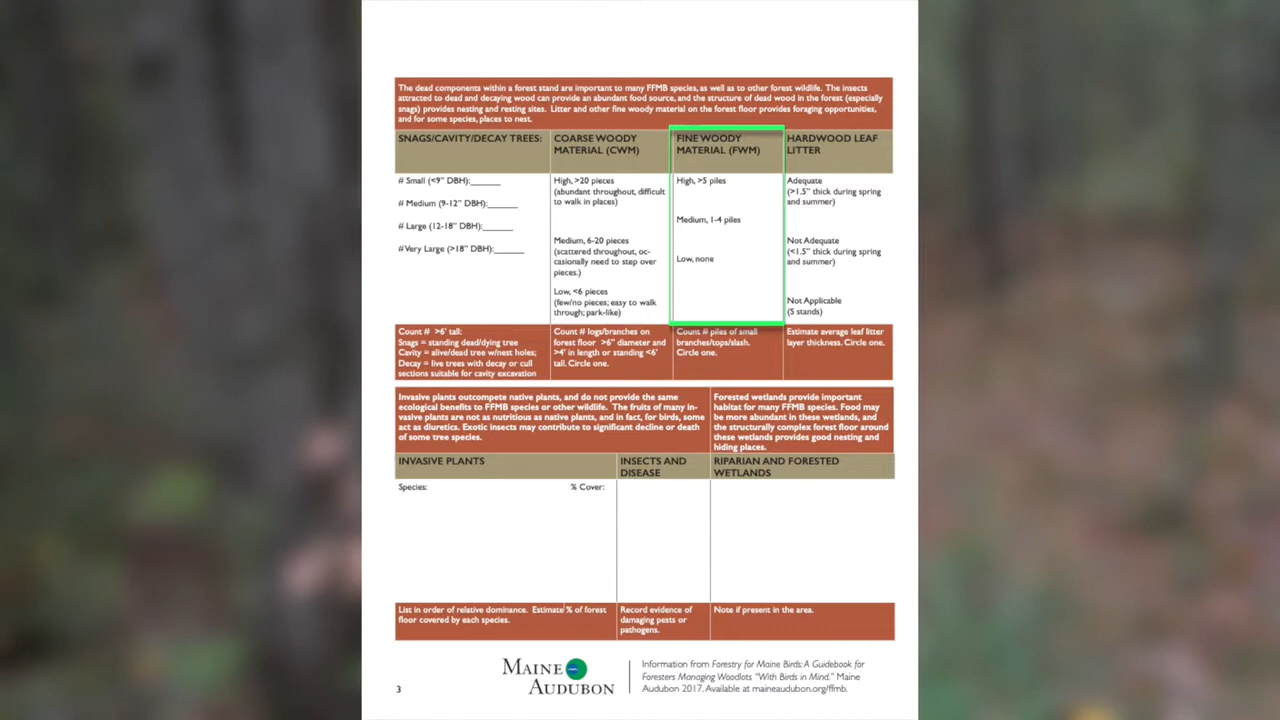 The dead components within a forest stand are important to many FFMB species, as well as to other forest wildlife. The insects
attracted to dead and decaying wood can provide an abundant food source, and the structure of dead wood in the forest (especially
snags) provides nesting and resting sites. Litter and other fine woody material on the forest floor provides foraging opportunities,
and for some species, places to nest.
SNAGS/CAVITY/DECAY TREES:
# Small (<9" DBH):______
# Medium (9-12" DBH):______
# Large (12-18" DBH):______
#Very Large (>18" DBH):______
Count # >6' tall:
Snags = standing dead/dying tree
Cavity = alive/dead tree w/nest holes;
Decay = live trees with decay or cull
sections suitable for cavity excavation
COARSE WOODY
MATERIAL (CWM)
High, >20 pieces
(abundant throughout, difficult
to walk in places)
Medium, 6-20 pieces
(scattered throughout, oc-
casionally need to step over
pieces.)
Low, <6 pieces
(few/no pieces; easy to walk
through; park-like)
Count # logs/branches on
forest floor >6" diameter and
>4' in length or standing <6'
tall. Circle one.
FINE WOODY
MATERIAL (FWM)
High, >5 piles
Medium, 1-4 piles
Low, none
Count # piles of small
branches/tops/slash.
Circle one.
HARDWOOD LEAF
LITTER
Adequate
(>1.5" thick during spring
and summer)
Not Adequate
(<1.5" thick during spring
and summer)
Not Applicable
(S stands)
Estimate average leaf litter
layer thickness. Circle one.
Invasive plants outcompete native plants, and do not provide the same
ecological benefits to FFMB species or other wildlife. The fruits of many in-
vasive plants are not as nutritious as native plants, and in fact, for birds, some
act as diuretics. Exotic insects may contribute to significant decline or death
of some tree species.
Forested wetlands provide important
habitat for many FFMB species. Food may
be more abundant in these wetlands, and
the structurally complex forest floor around
these wetlands provides good nesting and
hiding places.
INVASIVE PLANTS
Species: % Cover:
List in order of relative dominance. Estimate % of forest
floor covered by each species.
INSECTS AND
DISEASE
Record evidence of
damaging pests or
pathogens.
RIPARIAN AND FORESTED
WETLANDS
Note if present in the area.
3
MAINE
AUDUBON
Information from Forestry for Maine Birds: A Guidebook for
Foresters Managing Woodlots "With Birds in Mind." Maine
Audubon 2017. Available at maineaudubon.org/ffmb.